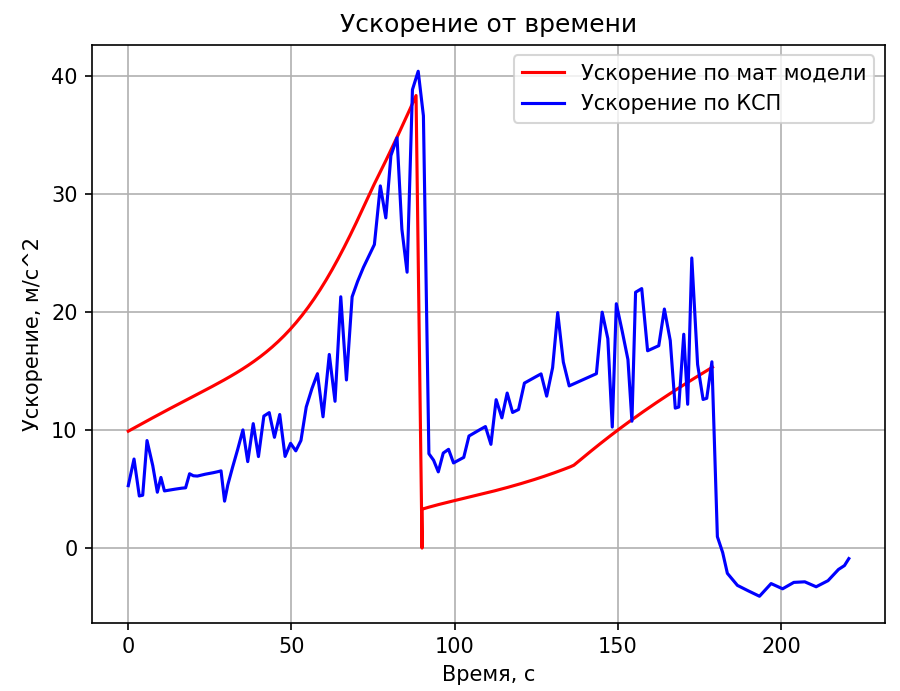 Ускорение от времени
Ускорение по мат модели
Ускорение по КСП
Ускорение, м/с^2
40
30
20
10
0
0 50 100 150 200
Время, с